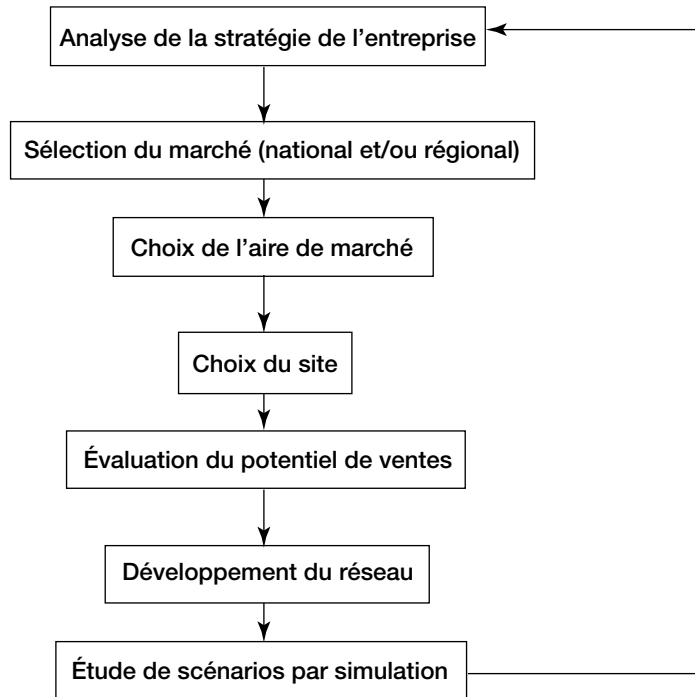 Analyse de la stratégie de l’entreprise
Sélection du marché (national et/ou régional)
Choix de l’aire de marché
Choix du site
Évaluation du potentiel de ventes
Développement du réseau
Étude de scénarios par simulation